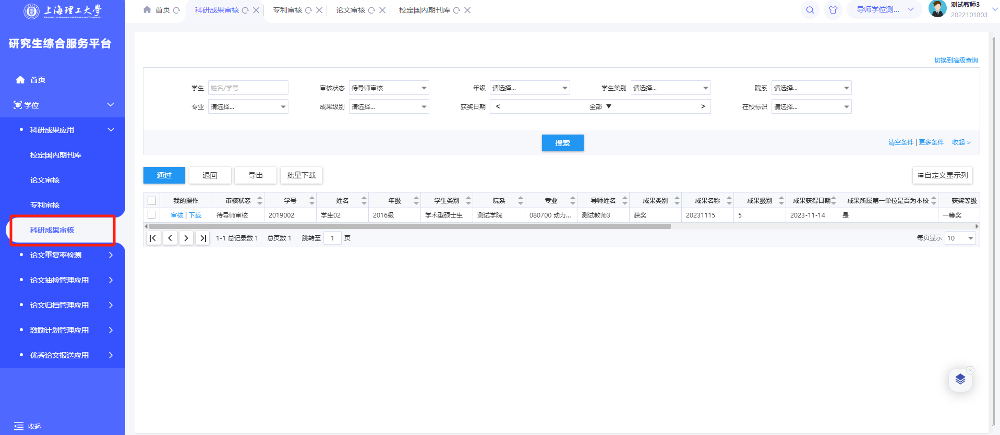 上海理工大學
UNIVERSITY OF SHANGHAI FOR SCIENCE AND TECHNOLOGY
研究生综合服务平台
首页
学位
科研成果应用
校定国内期刊库
论文审核
专利审核
科研成果审核
论文重复率检测
论文抽检管理应用
论文归档管理应用
激励计划管理应用
优秀论文报送应用
收起
首页 科研成果审核 专利审核 论文审核 校定国内期刊库
导师学位测...
测试教师3
2022101803
切换到高级查询
学生 姓名/学号 审核状态 待导师审核 年级 请选择... 学生类别 请选择... 院系 请选择...
专业 请选择... 成果级别 请选择... 获奖日期 < 全部 ▼ > 在校标识 请选择...
搜索
清空条件 | 更多条件 收起 >
通过 退回 导出 批量下载 自定义显示列
我的操作 审核状态 学号 姓名 年级 学生类别 院系 专业 导师姓名 成果类别 成果名称 成果级别 成果获得日期 成果所属第一单位是否为本校 获奖等级
审核 | 下载 待导师审核 2019002 学生02 2016级 学术型硕士生 测试学院 080700 动力... 测试教师3 获奖 20231115 5 2023-11-14 是 一等奖
1-1 总记录数 1 总页数 1 跳转至 1 页 每页显示 10